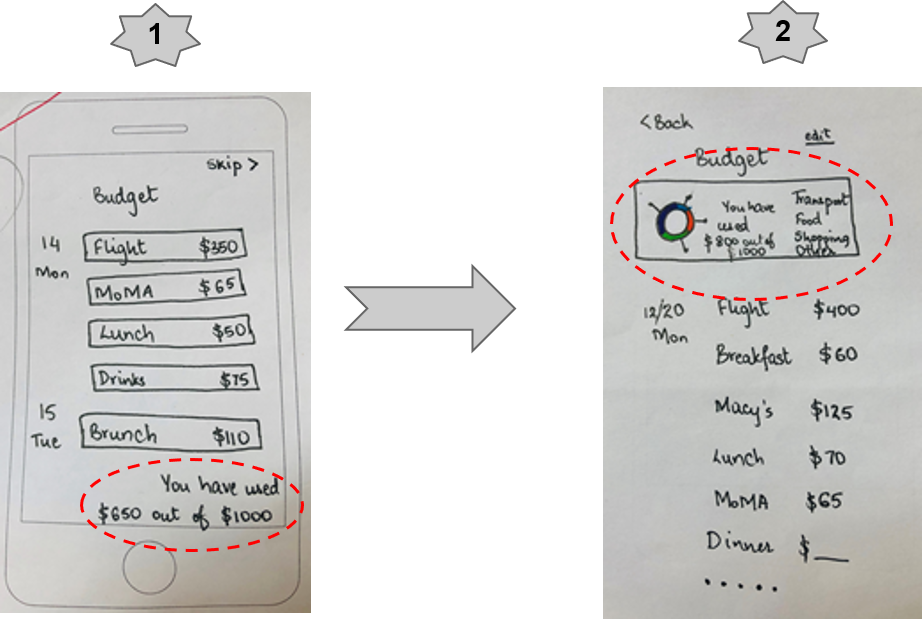 1
Skip >
Budget
14
Mon
Flight $350
MoMA $65
Lunch $50
Drinks $75
15
Tue
Brunch $110
You have used
$650 out of $1000
2
< Back
edit
Budget
You have
used
$800 out of
$1000
Transport
Food
Shopping
Other
12/20
Mon
Flight $400
Breakfast $60
Macy's $125
Lunch $70
MoMA $65
Dinner $__
.....